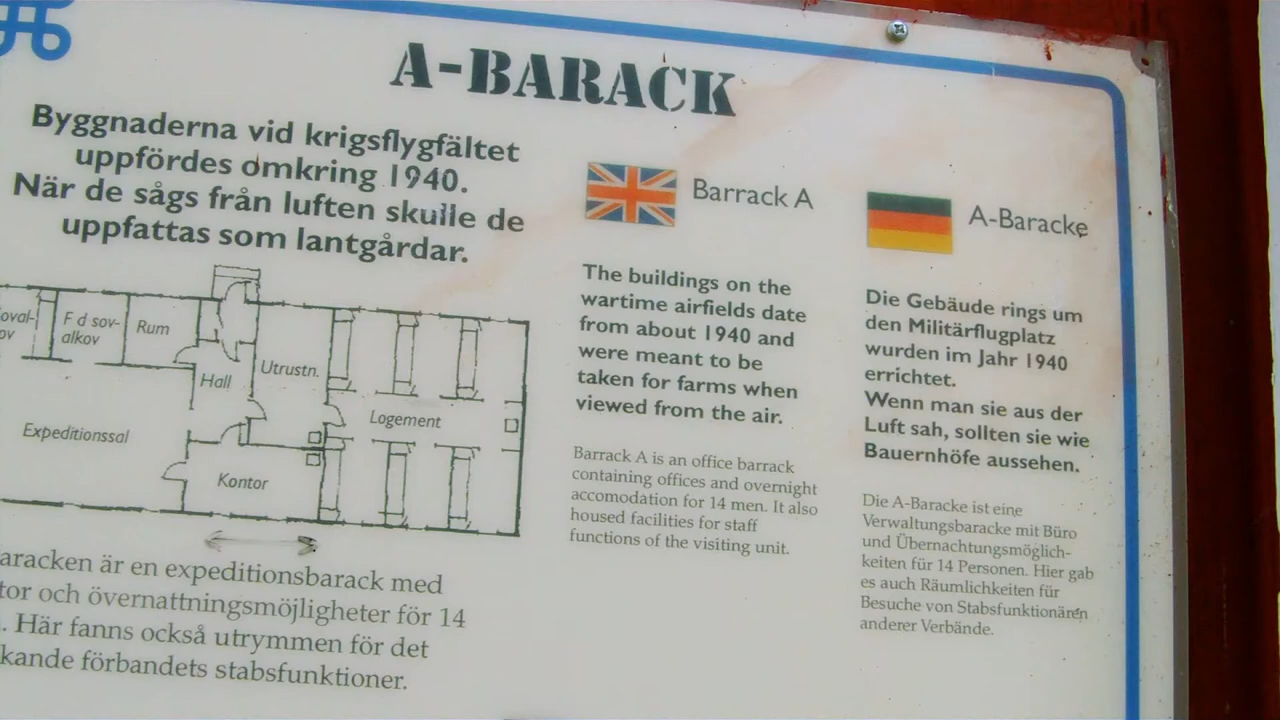 A-BARACK
Byggnaderna vid krigsflygfältet
uppfördes omkring 1940.
När de sågs från luften skulle de
uppfattas som lantgårdar.
F d sov-
alkov
Rum
Hall
Utrustn.
Logement
Expeditionssal
Kontor
aracken är en expeditionsbarack med
tor och övernattningsmöjligheter för 14
. Här fanns också utrymmen för det
kande förbandets stabsfunktioner.
Barrack A
The buildings on the
wartime airfields date
from about 1940 and
were meant to be
taken for farms when
viewed from the air.
Barrack A is an office barrack
containing offices and overnight
accomodation for 14 men. It also
housed facilities for staff
functions of the visiting unit.
A-Baracke
Die Gebäude rings um
den Militärflugplatz
wurden im Jahr 1940
errichtet.
Wenn man sie aus der
Luft sah, sollten sie wie
Bauernhöfe aussehen.
Die A-Baracke ist eine
Verwaltungsbaracke mit Büro
und Übernachtungsmöglich-
keiten für 14 Personen. Hier gab
es auch Räumlichkeiten für
Besuche von Stabsfunktionären
anderer Verbände.